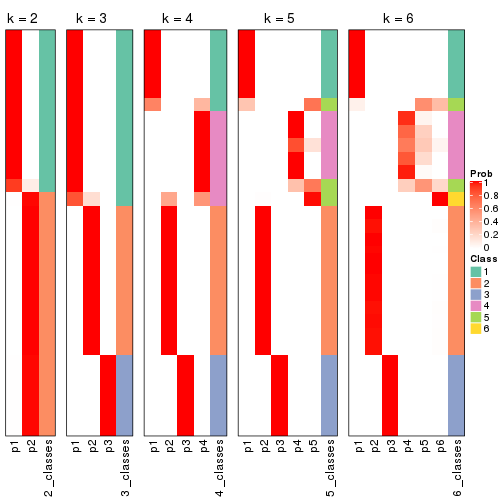 k = 2
k = 3
k = 4
k = 5
k = 6
p1
p2
2_classes
p1
p2
p3
3_classes
p1
p2
p3
p4
4_classes
p1
p2
p3
p4
p5
5_classes
p1
p2
p3
p4
p5
p6
6_classes
Prob
1
0.8
0.6
0.4
0.2
0
Class
1
2
3
4
5
6